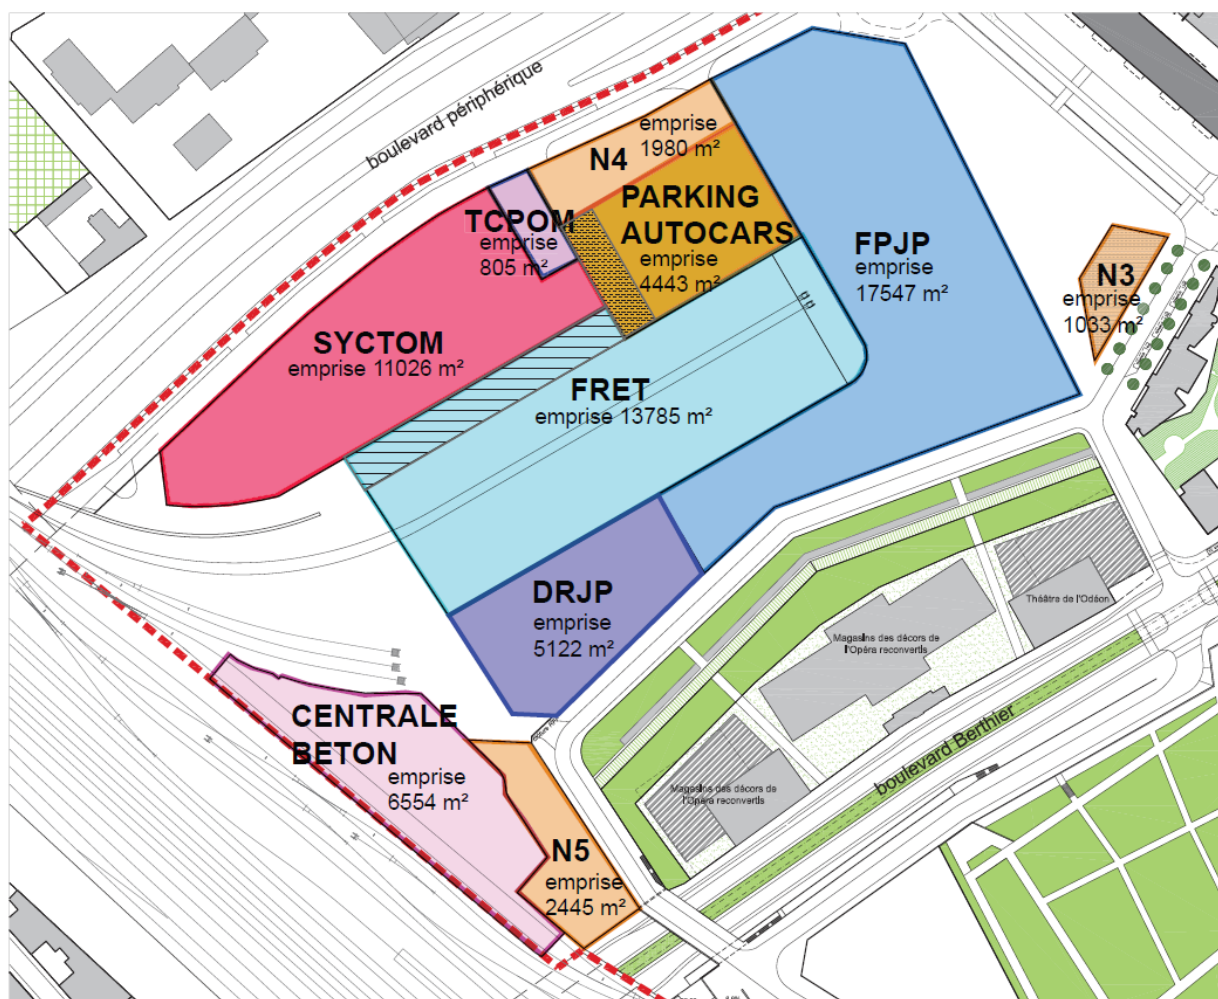 boulevard périphérique
emprise
1980 m²
N4
PARKING
AUTOCARS
emprise
4443 m²
TCPOM
emprise
805 m²
FPJP
emprise
17547 m²
N3
emprise
1033 m²
SYCTOM
emprise 11026 m²
FRET
emprise 13785 m²
DRJP
emprise
5122 m²
Théâtre de l'Odéon
Magasins des décors de
l'Opéra reconvertis
CENTRALE
BETON
emprise
6554 m²
boulevard Berthier
Magasins des décors de
l'Opéra reconvertis
N5
emprise
2445 m²